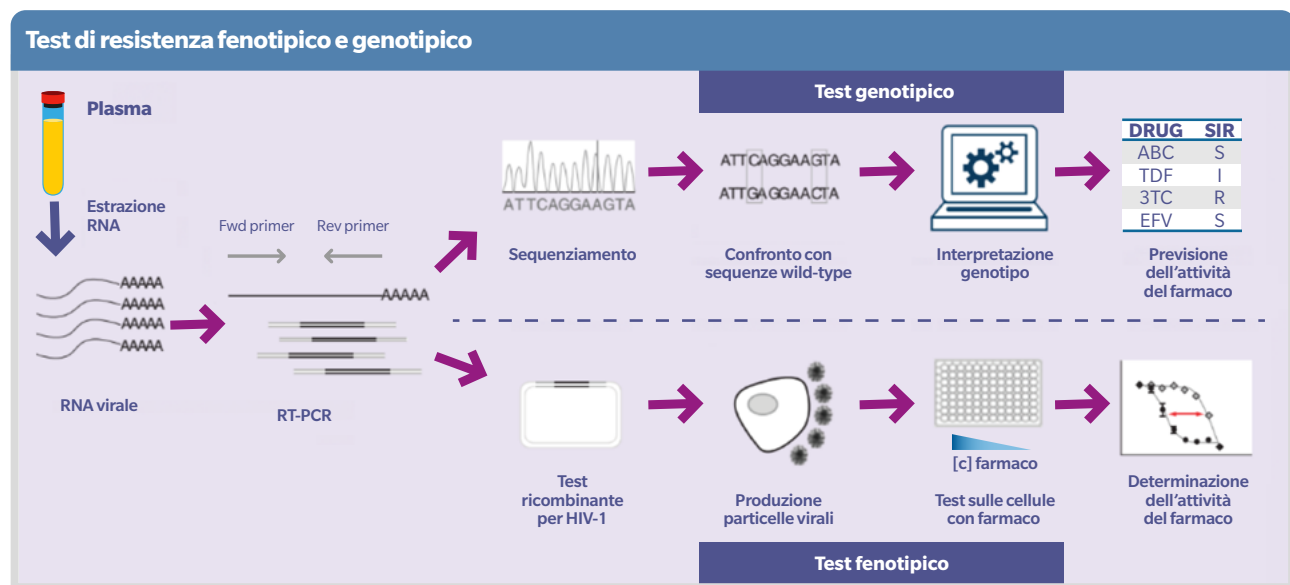 Test di resistenza fenotipico e genotipico
Plasma
Estrazione
RNA
AAAAA
AAAAA
AAAAA
AAAAA
RNA virale
Fwd primer
Rev primer
AAAAA
RT-PCR
Test genotipico
ATTCAGGAAGTA
Sequenziamento
ATTCAGGAAGTA
ATTGAGGAACTA
Confronto con
sequenze wild-type
Interpretazione
genotipo
DRUG SIR
ABC S
TDF I
3TC R
EFV S
Previsione
dell'attività
del farmaco
Test
ricombinante
per HIV-1
Produzione
particelle virali
[c] farmaco
Test sulle cellule
con farmaco
Determinazione
dell'attività
del farmaco
Test fenotipico